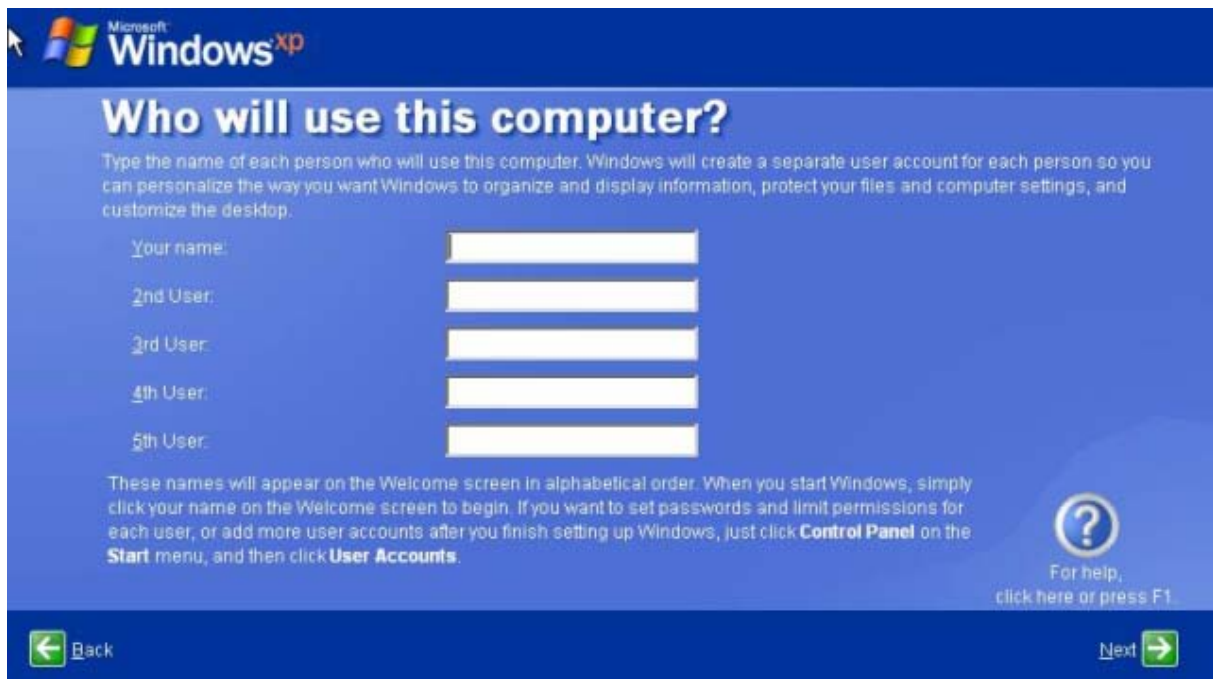 Microsoft
Windows xp
Who will use this computer?
Type the name of each person who will use this computer. Windows will create a separate user account for each person so you
can personalize the way you want Windows to organize and display information, protect your files and computer settings, and
customize the desktop.
Your name:
2nd User:
3rd User:
4th User:
5th User:
These names will appear on the Welcome screen in alphabetical order. When you start Windows, simply
click your name on the Welcome screen to begin. If you want to set passwords and limit permissions for
each user, or add more user accounts after you finish setting up Windows, just click Control Panel on the
Start menu, and then click User Accounts.
?
For help,
click here or press F1.
Back
Next